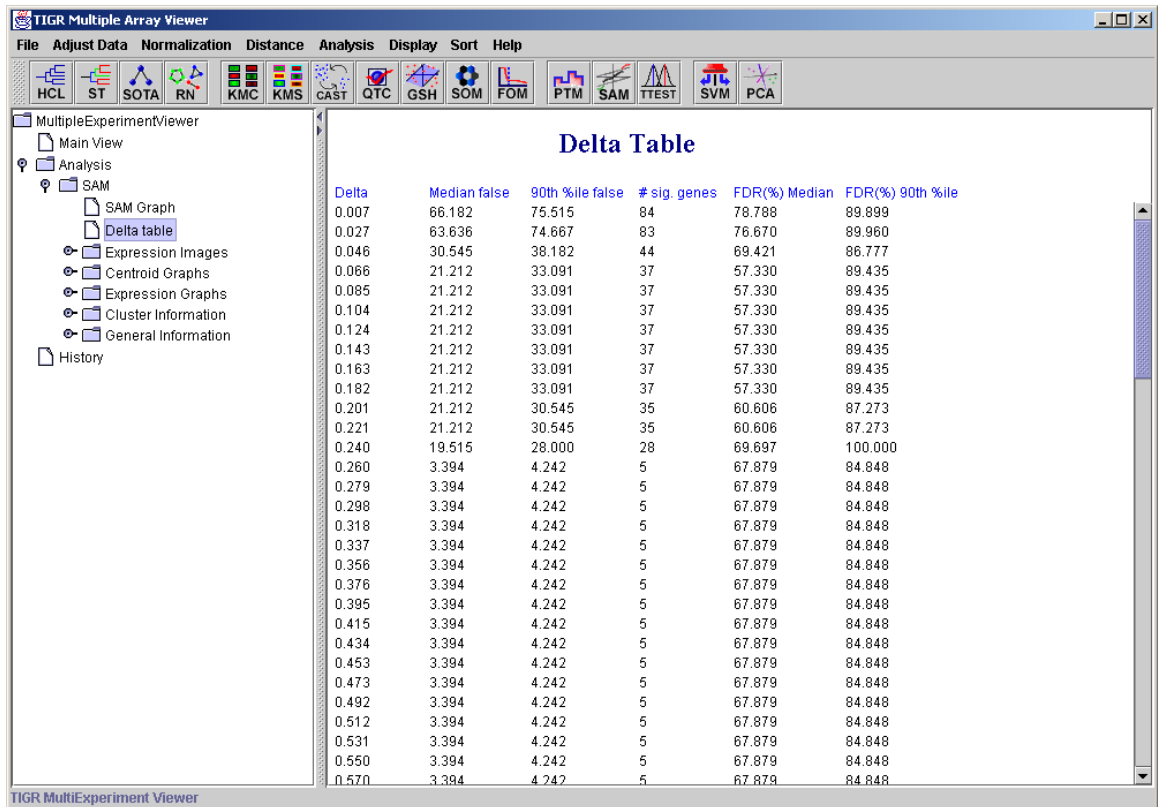 TIGR Multiple Array Viewer
File Adjust Data Normalization Distance Analysis Display Sort Help
HCL ST SOTA RN KMC KMS CAST QTC GSH SOM FOM PTM SAM TTEST SVM PCA
MultipleExperimentViewer
Main View
Analysis
SAM
SAM Graph
Delta table
Expression Images
Centroid Graphs
Expression Graphs
Cluster Information
General Information
History
Delta Table
Delta Median false 90th %ile false # sig. genes FDR(%) Median FDR(%) 90th %ile
0.007 66.182 75.515 84 78.788 89.899
0.027 63.636 74.667 83 76.670 89.960
0.046 30.545 38.182 44 69.421 86.777
0.066 21.212 33.091 37 57.330 89.435
0.085 21.212 33.091 37 57.330 89.435
0.104 21.212 33.091 37 57.330 89.435
0.124 21.212 33.091 37 57.330 89.435
0.143 21.212 33.091 37 57.330 89.435
0.163 21.212 33.091 37 57.330 89.435
0.182 21.212 33.091 37 57.330 89.435
0.201 21.212 30.545 35 60.606 87.273
0.221 21.212 30.545 35 60.606 87.273
0.240 19.515 28.000 28 69.697 100.000
0.260 3.394 4.242 5 67.879 84.848
0.279 3.394 4.242 5 67.879 84.848
0.298 3.394 4.242 5 67.879 84.848
0.318 3.394 4.242 5 67.879 84.848
0.337 3.394 4.242 5 67.879 84.848
0.356 3.394 4.242 5 67.879 84.848
0.376 3.394 4.242 5 67.879 84.848
0.395 3.394 4.242 5 67.879 84.848
0.415 3.394 4.242 5 67.879 84.848
0.434 3.394 4.242 5 67.879 84.848
0.453 3.394 4.242 5 67.879 84.848
0.473 3.394 4.242 5 67.879 84.848
0.492 3.394 4.242 5 67.879 84.848
0.512 3.394 4.242 5 67.879 84.848
0.531 3.394 4.242 5 67.879 84.848
0.550 3.394 4.242 5 67.879 84.848
0.570 3.394 4.242 5 67.879 84.848
TIGR MultiExperiment Viewer